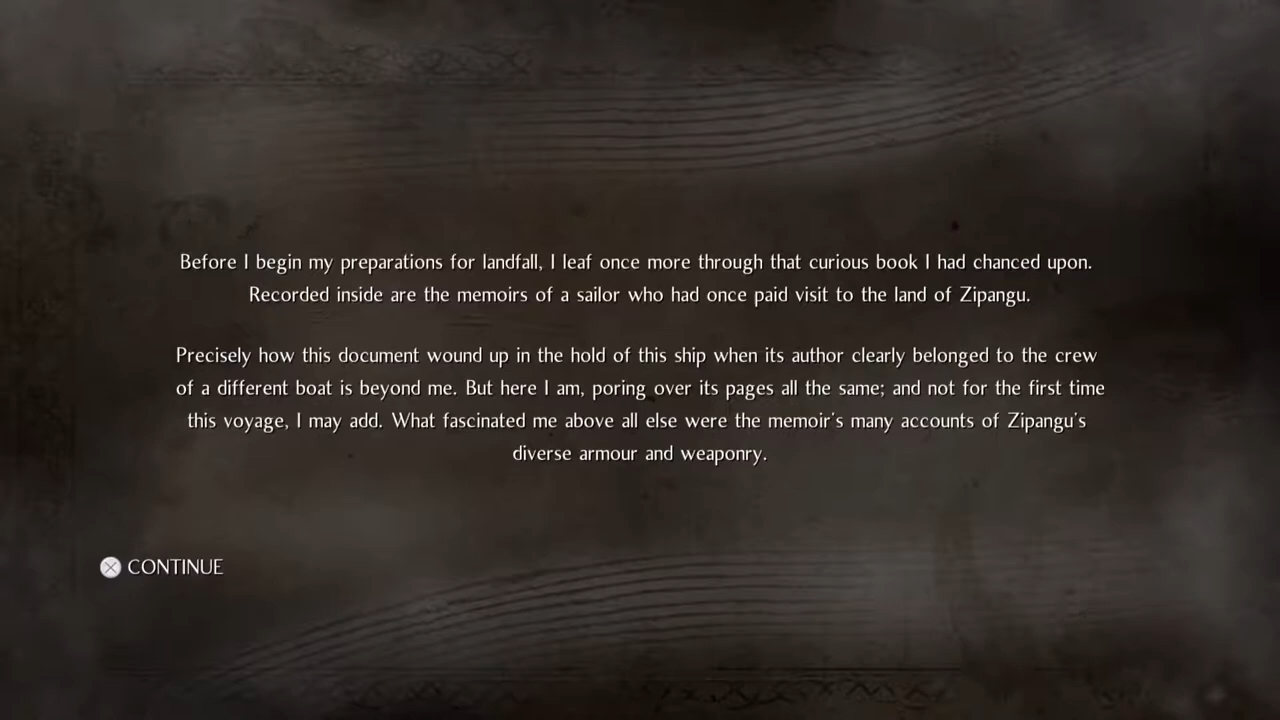 Before I begin my preparations for landfall, I leaf once more through that curious book I had chanced upon.
Recorded inside are the memoirs of a sailor who had once paid visit to the land of Zipangu.
Precisely how this document wound up in the hold of this ship when its author clearly belonged to the crew
of a different boat is beyond me. But here I am, poring over its pages all the same; and not for the first time
this voyage, I may add. What fascinated me above all else were the memoir's many accounts of Zipangu's
diverse armour and weaponry.
CONTINUE